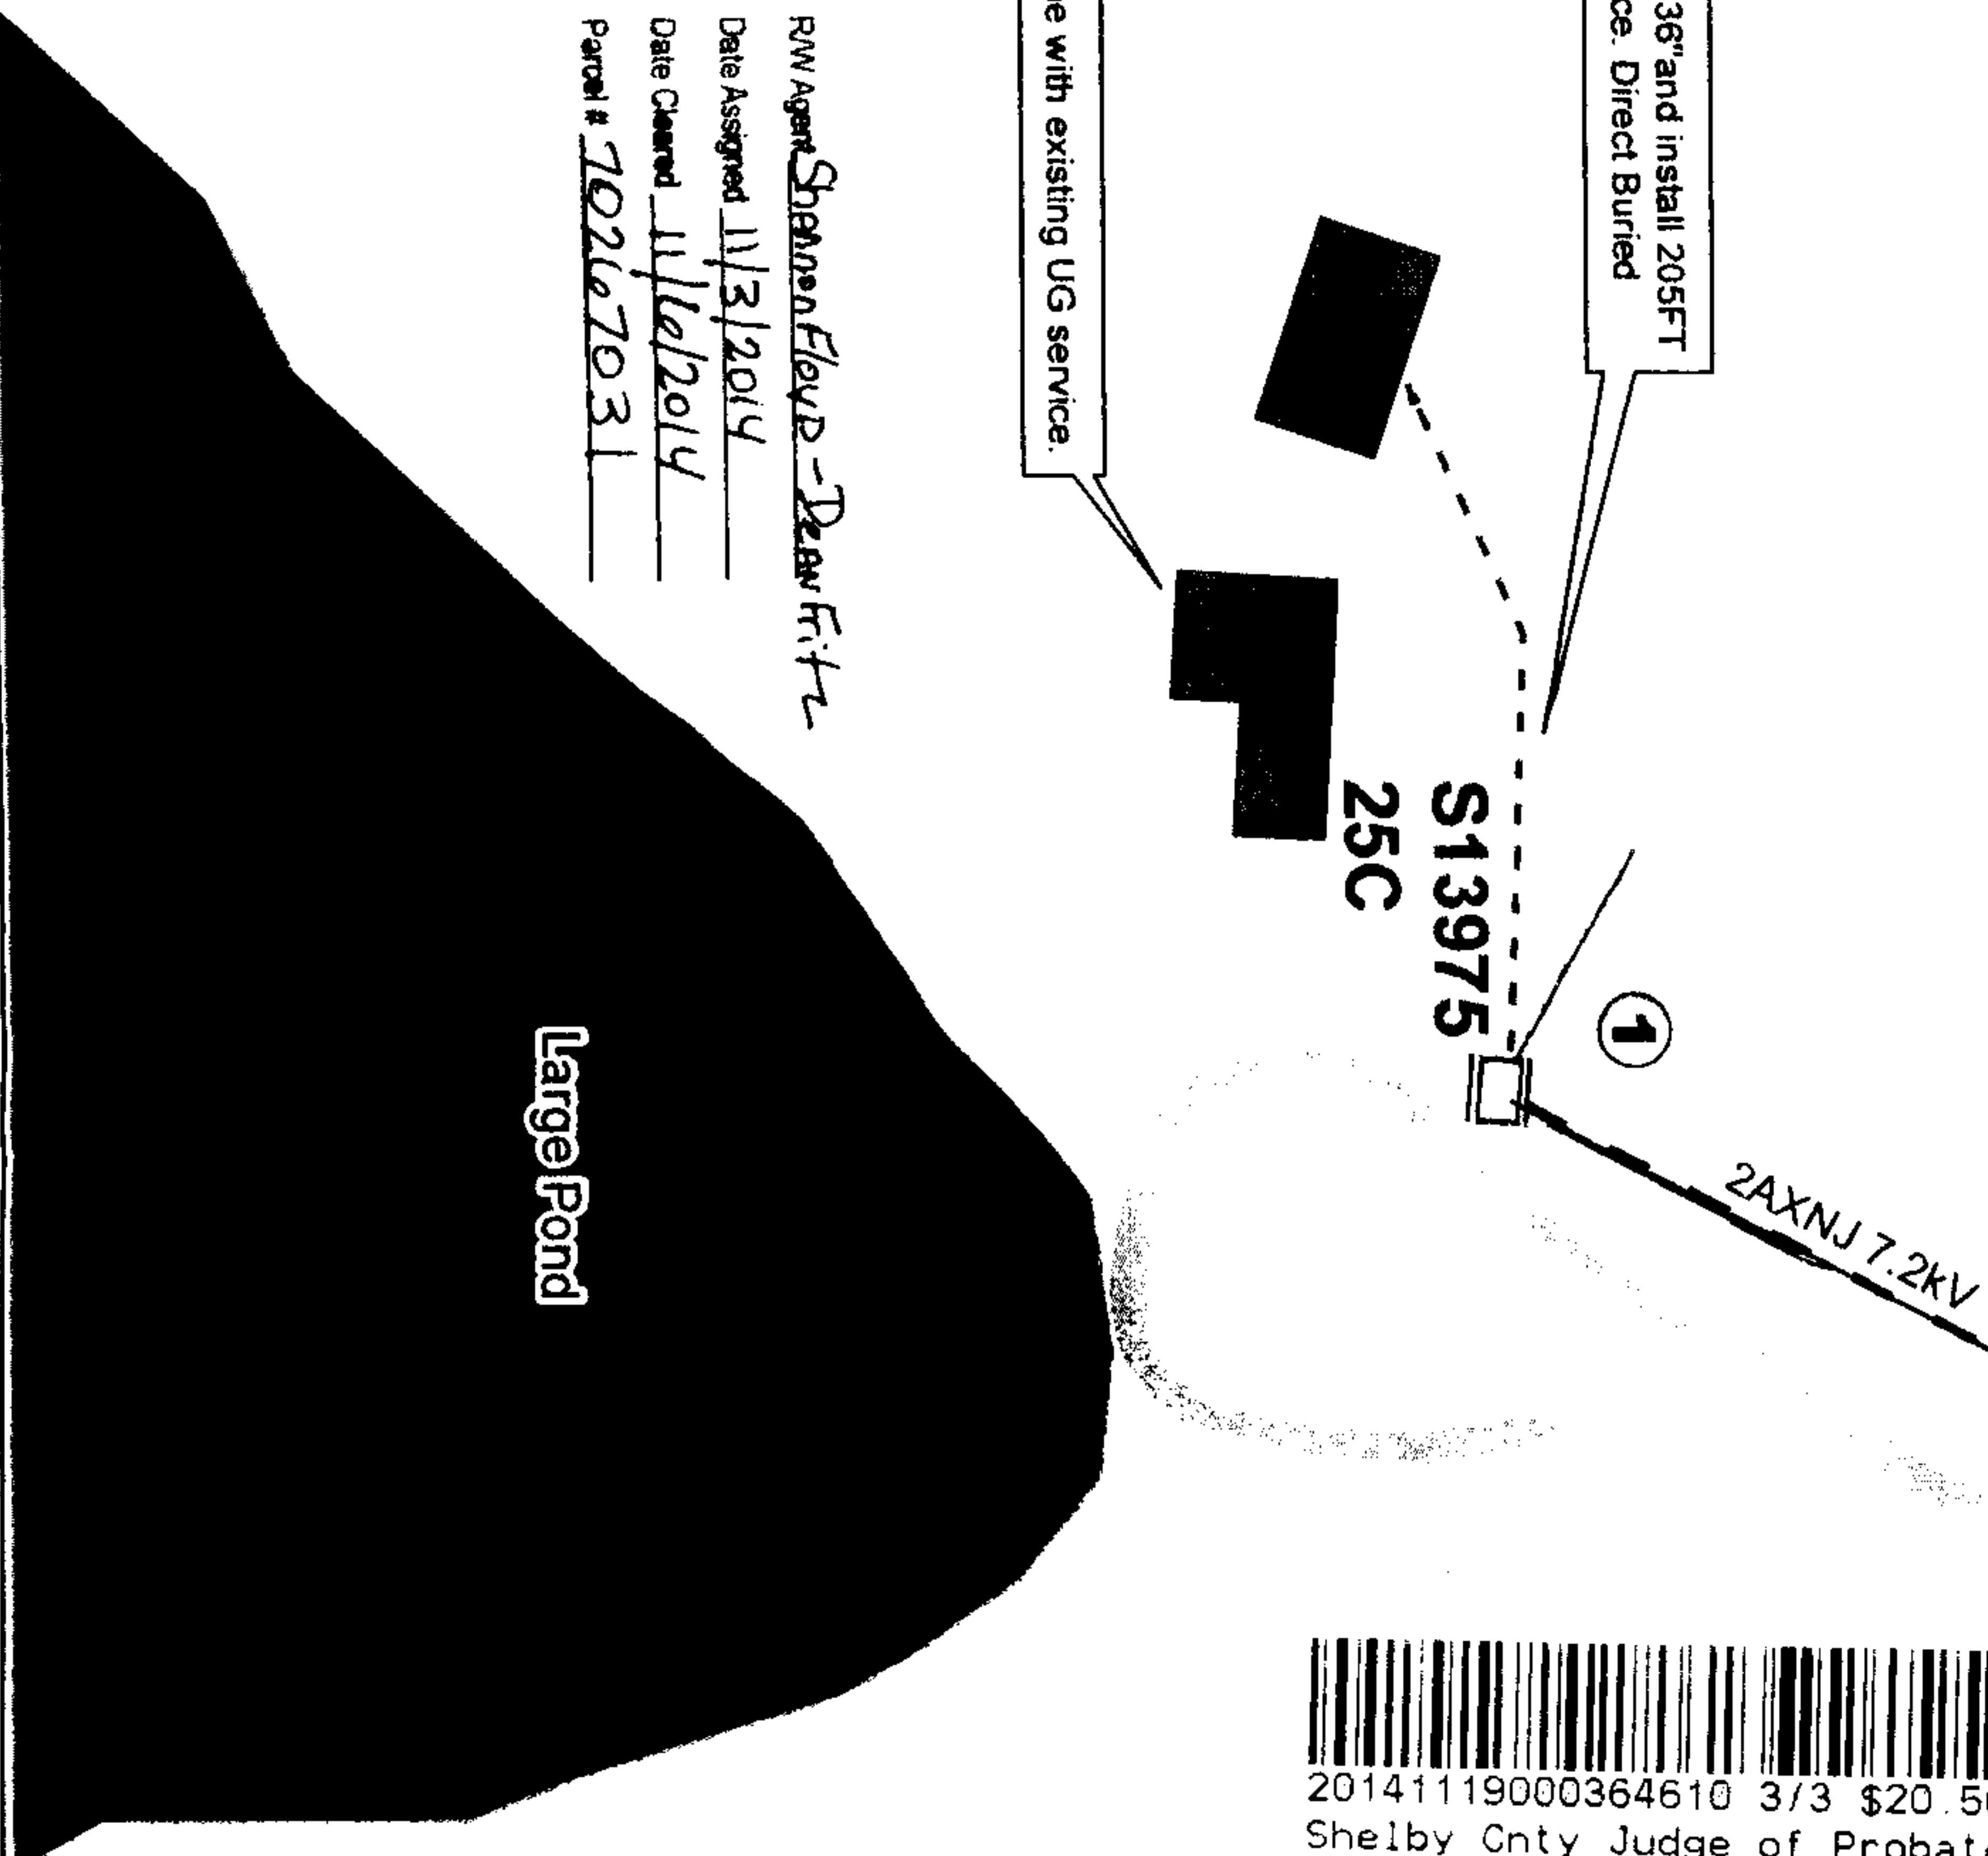 36" and install 205FT
ce. Direct Buried
e with existing UG service.
R/W Agent Shannon Floyd - Dean Fritz
Date Assigned 11/3/2014
Date Cleared 11/6/2014
Parcel # 70267031
S13975
25C
1
2AXNJ 7.2kV
Large Pond
20141119000364610 3/3 $20.5
Shelby Cnty Judge of Probat